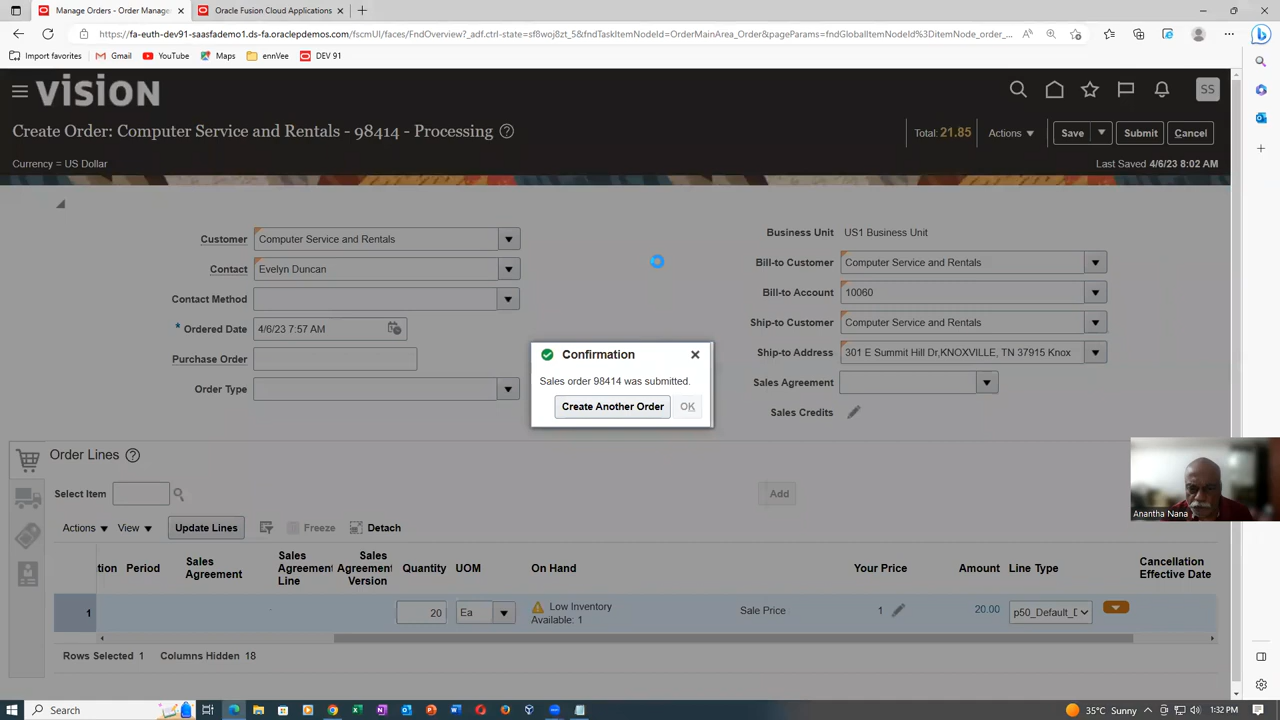 Manage Orders - Order Manage
Oracle Fusion Cloud Applications
https://fa-euth-dev91-saasfademo1.ds-fa.oraclepdemos.com/fscmUI/faces/FndOverview?_adf.ctrl-state=sf8woj8zt_5&fndTaskItemNodeId=OrderMainArea_Order&pageParams=fndGlobalItemNodeId%3DitemNode_order_...
Import favorites
Gmail
YouTube
Maps
ennVee
DEV 91
VISION
SS
Create Order: Computer Service and Rentals - 98414 - Processing
Total: 21.85
Actions
Save
Submit
Cancel
Currency = US Dollar
Last Saved 4/6/23 8:02 AM
Customer Computer Service and Rentals
Contact Evelyn Duncan
Contact Method
* Ordered Date 4/6/23 7:57 AM
Purchase Order
Order Type
Business Unit US1 Business Unit
Bill-to Customer Computer Service and Rentals
Bill-to Account 10060
Ship-to Customer Computer Service and Rentals
Ship-to Address 301 E Summit Hill Dr,KNOXVILLE, TN 37915 Knox
Sales Agreement
Sales Credits
Confirmation
Sales order 98414 was submitted.
Create Another Order
OK
Order Lines
Select Item
Add
Actions
View
Update Lines
Freeze
Detach
tion
Period
Sales Agreement
Sales Agreement Line
Sales Agreement Version
Quantity
UOM
On Hand
Your Price
Amount
Line Type
Cancellation Effective Date
1
20
Ea
Low Inventory
Available: 1
Sale Price
1
20.00
p50_Default_D
Rows Selected 1
Columns Hidden 18
Anantha Nana
Search
35°C Sunny
ENG
1:32 PM